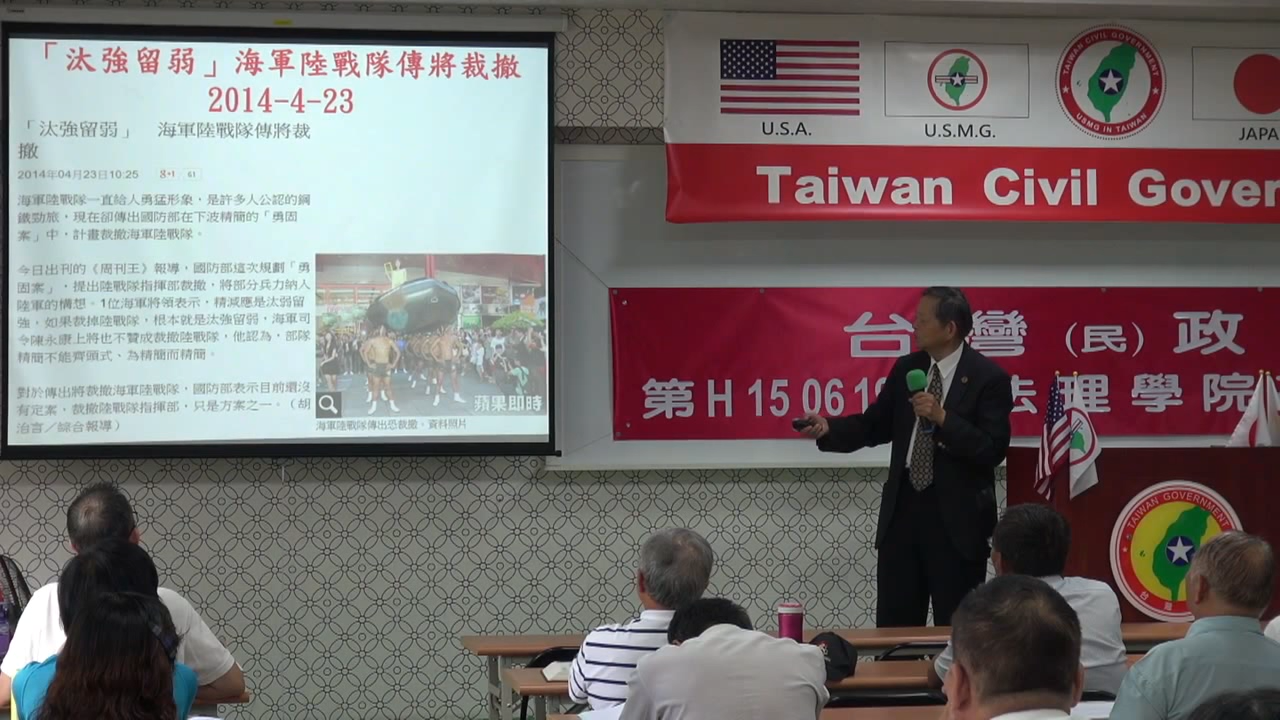 「汰強留弱」海軍陸戰隊傳將裁撤
2014-4-23
「汰強留弱」 海軍陸戰隊傳將裁
撤
2014年04月23日10:25
8+1
61
海軍陸戰隊一直給人勇猛形象，是許多人公認的鋼
鐵勁旅，現在卻傳出國防部在下波精簡的「勇固
案」中，計畫裁撤海軍陸戰隊。
今日出刊的《周刊王》報導，國防部這次規劃「勇
固案」，提出陸戰隊指揮部裁撤，將部分兵力納入
陸軍的構想。1位海軍將領表示，精減應是汰弱留
強，如果裁掉陸戰隊，根本就是汰強留弱，海軍司
令陳永康上將也不贊成裁撤陸戰隊，他認為，部隊
精簡不能齊頭式、為精簡而精簡。
對於傳出將裁撤海軍陸戰隊，國防部表示目前還沒
有定案，裁撤陸戰隊指揮部，只是方案之一。（胡
治言／綜合報導）
蘋果即時
海軍陸戰隊傳出恐裁撤。資料照片
U.S.A.
U.S.M.G.
TAIWAN CIVIL GOVERNMENT
USMG IN TAIWAN
JAPA
Taiwan Civil Gover
台灣（民）政
第H 15 06 1
法理學院
TAIWAN GOVERNMENT
台